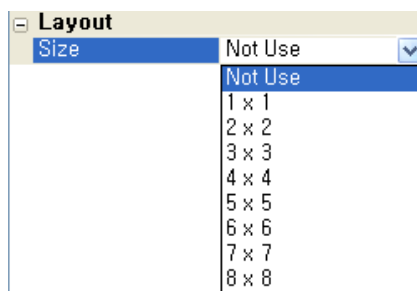 Layout
Size Not Use
Not Use
1 x 1
2 x 2
3 x 3
4 x 4
5 x 5
6 x 6
7 x 7
8 x 8